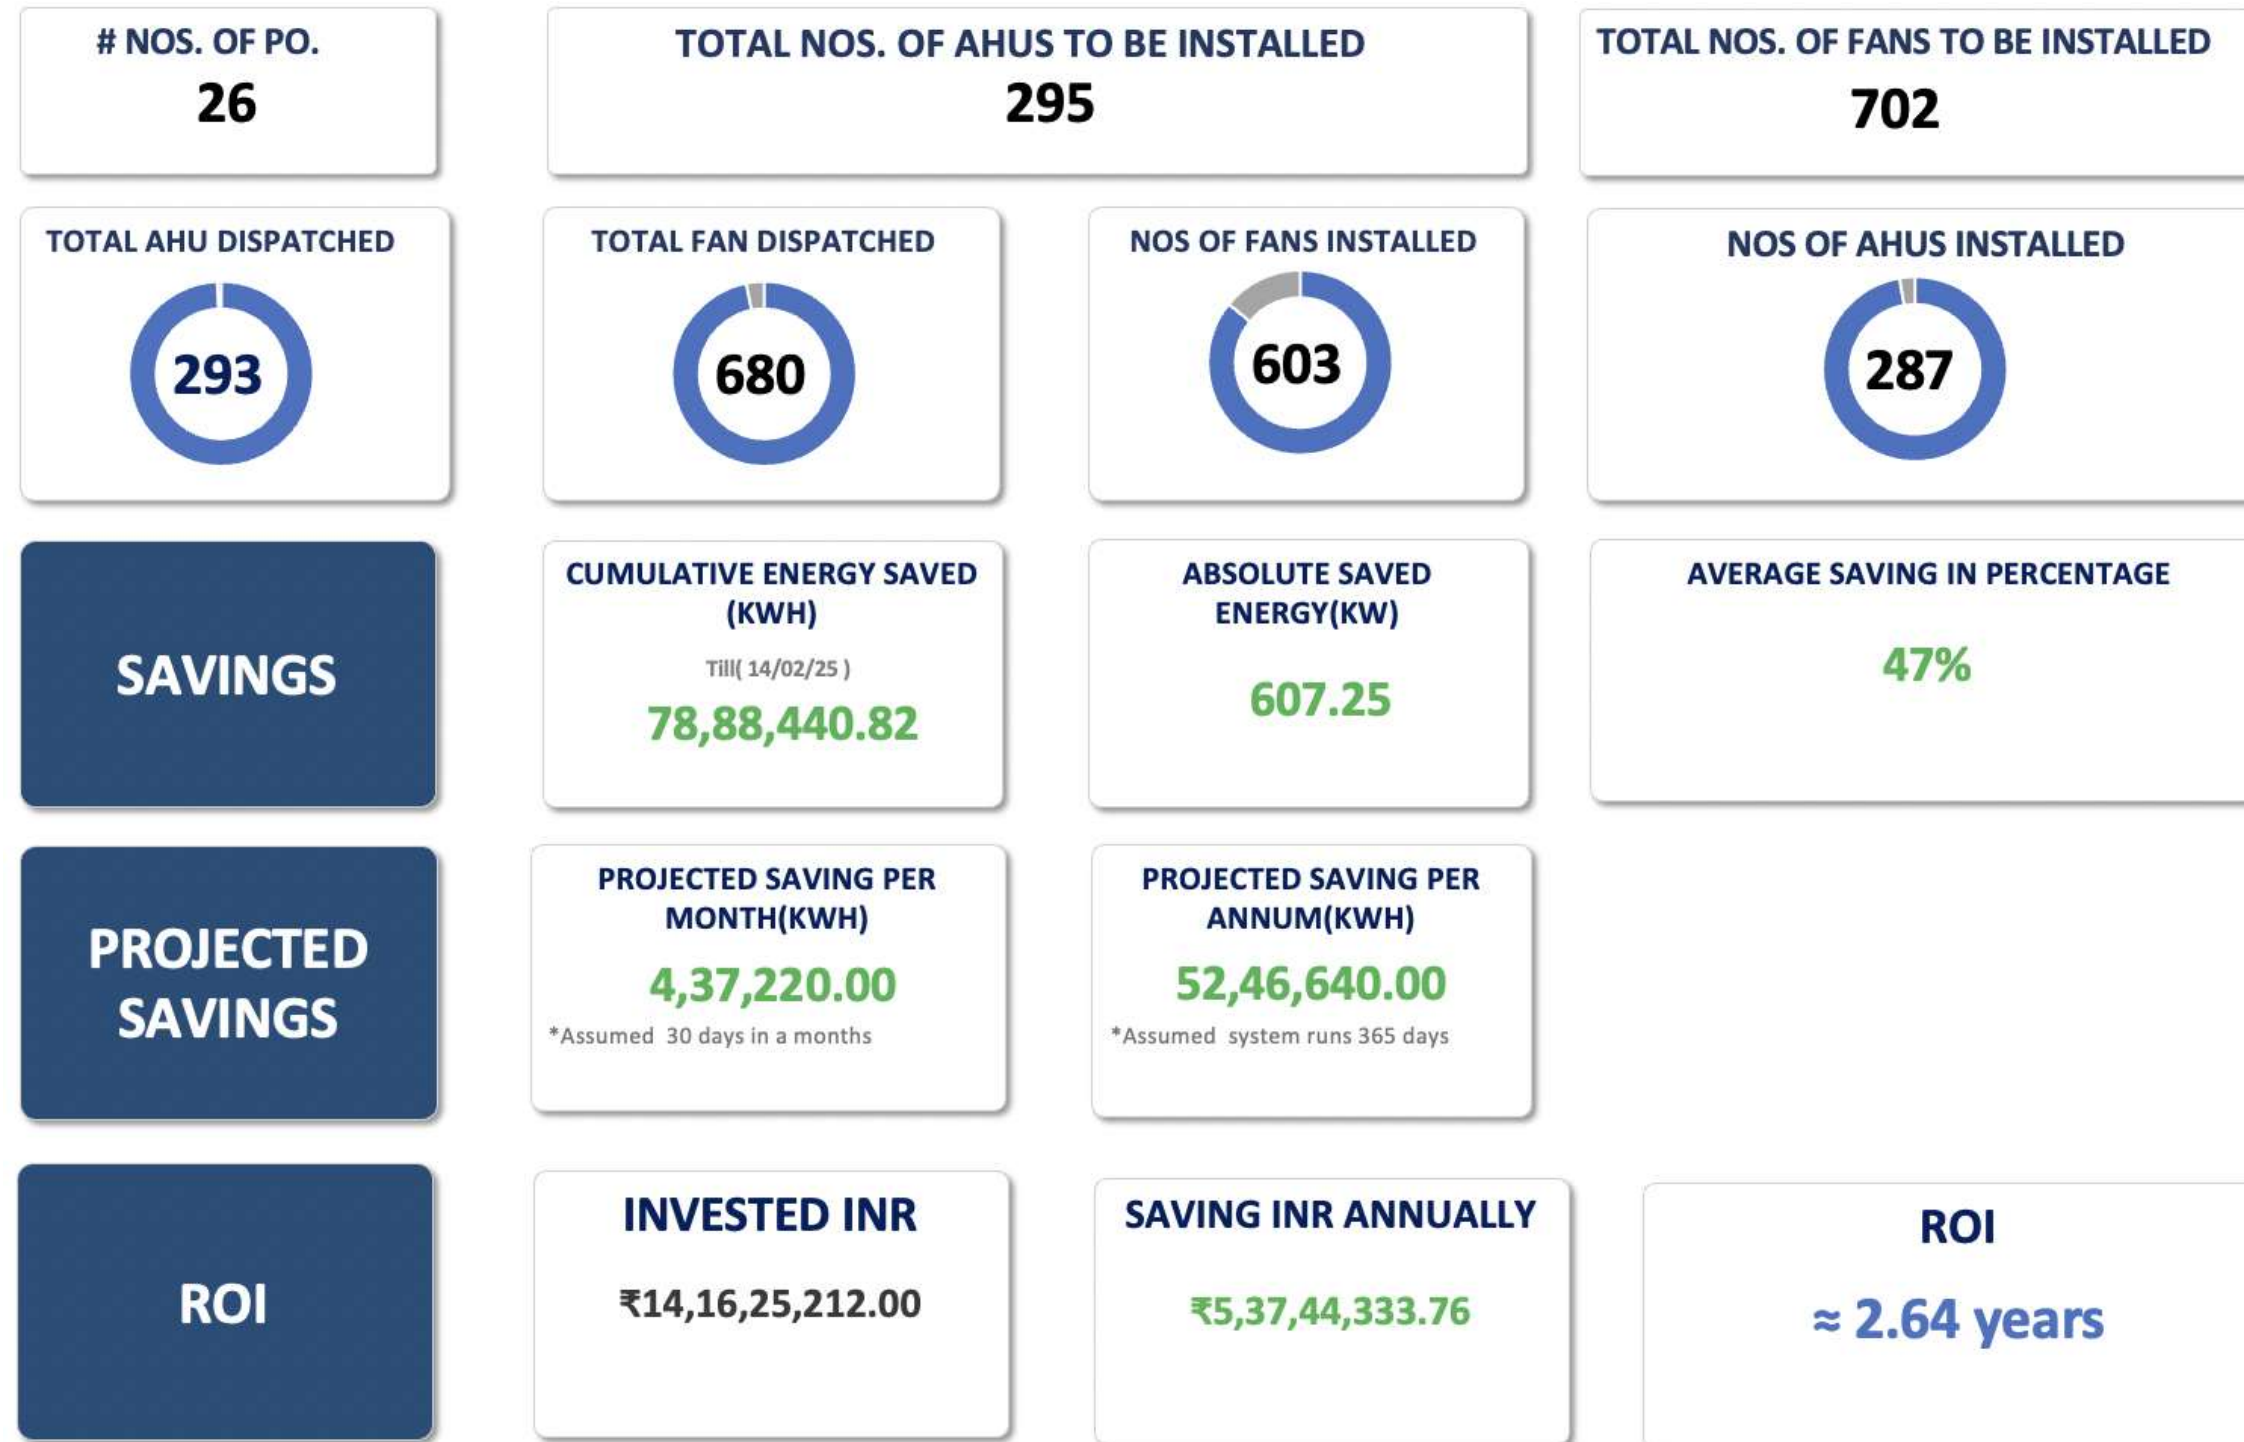 # NOS. OF PO.
26
TOTAL NOS. OF AHUS TO BE INSTALLED
295
TOTAL NOS. OF FANS TO BE INSTALLED
702
TOTAL AHU DISPATCHED
293
TOTAL FAN DISPATCHED
680
NOS OF FANS INSTALLED
603
NOS OF AHUS INSTALLED
287
SAVINGS
CUMULATIVE ENERGY SAVED
(KWH)
Till( 14/02/25 )
78,88,440.82
ABSOLUTE SAVED
ENERGY(KW)
607.25
AVERAGE SAVING IN PERCENTAGE
47%
PROJECTED
SAVINGS
PROJECTED SAVING PER
MONTH(KWH)
4,37,220.00
*Assumed 30 days in a months
PROJECTED SAVING PER
ANNUM(KWH)
52,46,640.00
*Assumed system runs 365 days
ROI
INVESTED INR
₹14,16,25,212.00
SAVING INR ANNUALLY
₹5,37,44,333.76
ROI
≈ 2.64 years